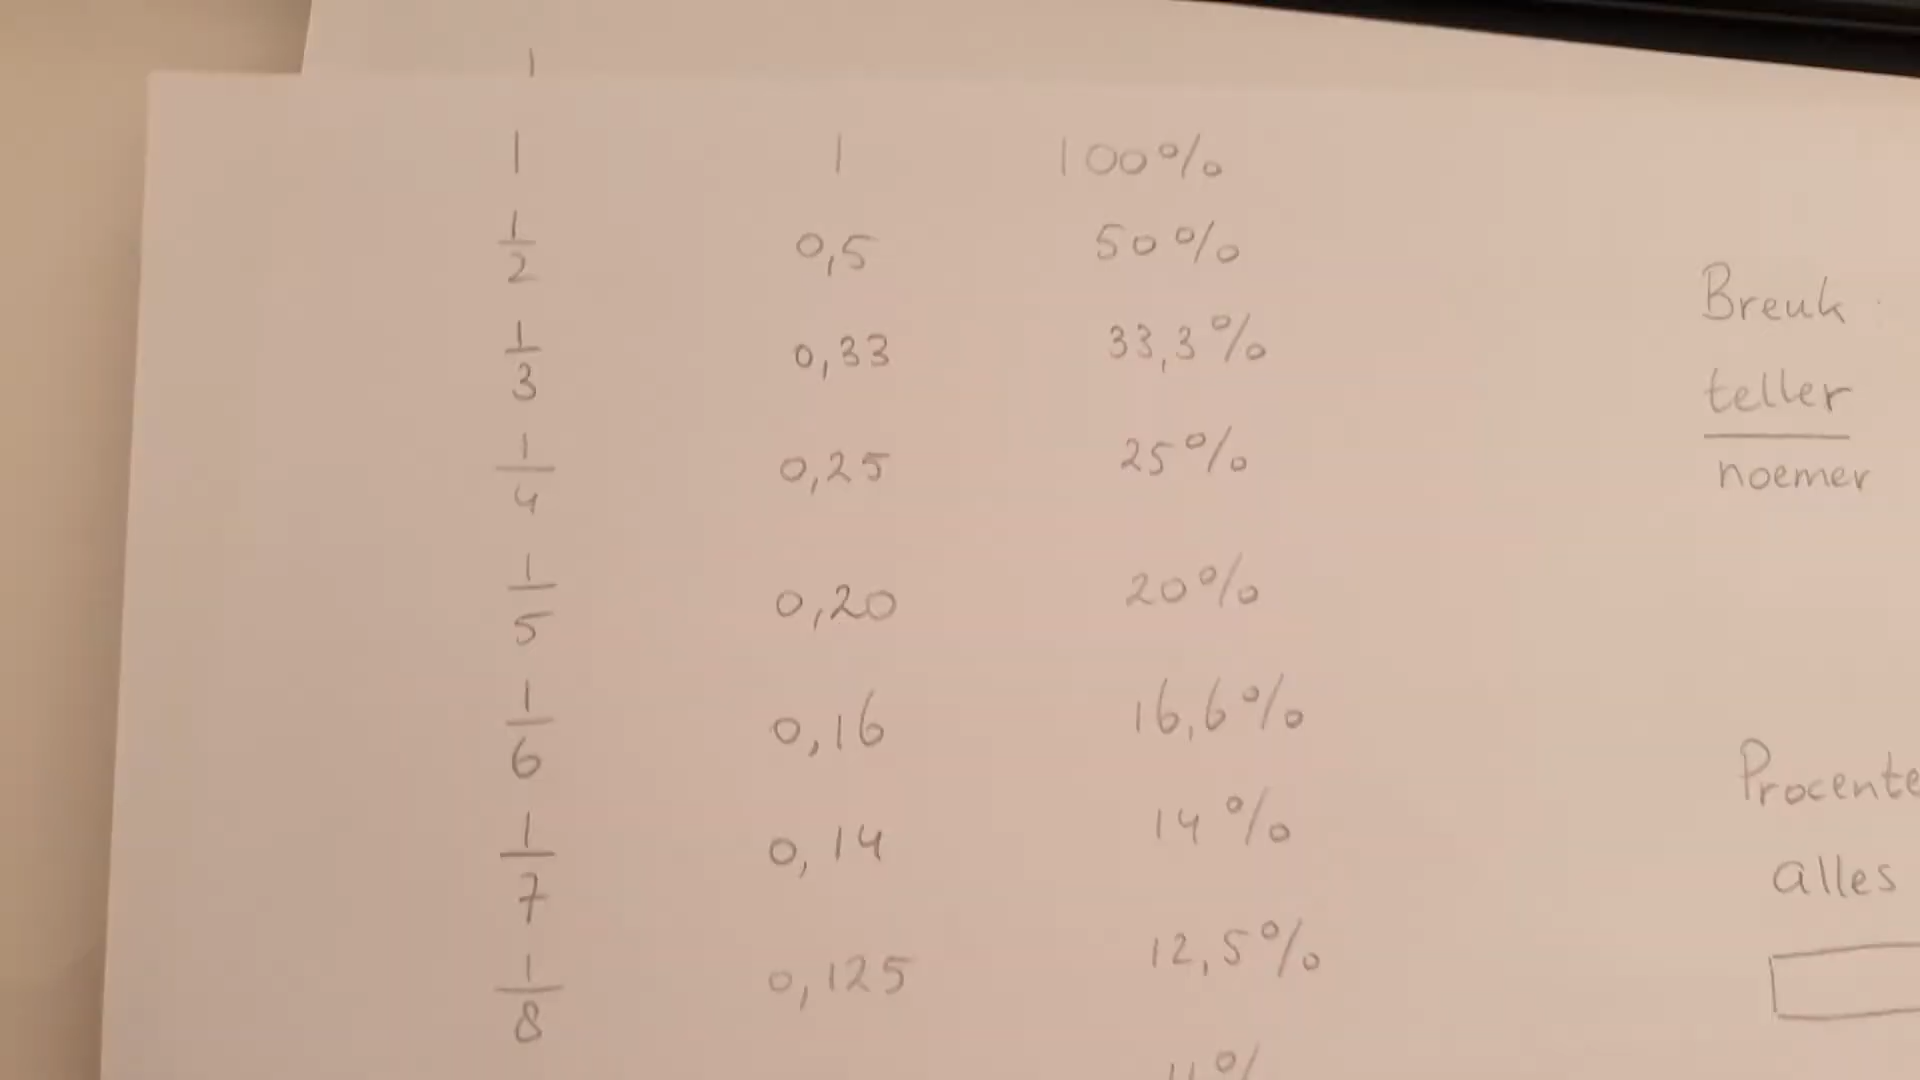 1
1 1 100%
1/2 0,5 50%
1/3 0,33 33,3%
1/4 0,25 25%
1/5 0,20 20%
1/6 0,16 16,6%
1/7 0,14 14%
1/8 0,125 12,5%
Breuk
teller
noemer
Procente
alles